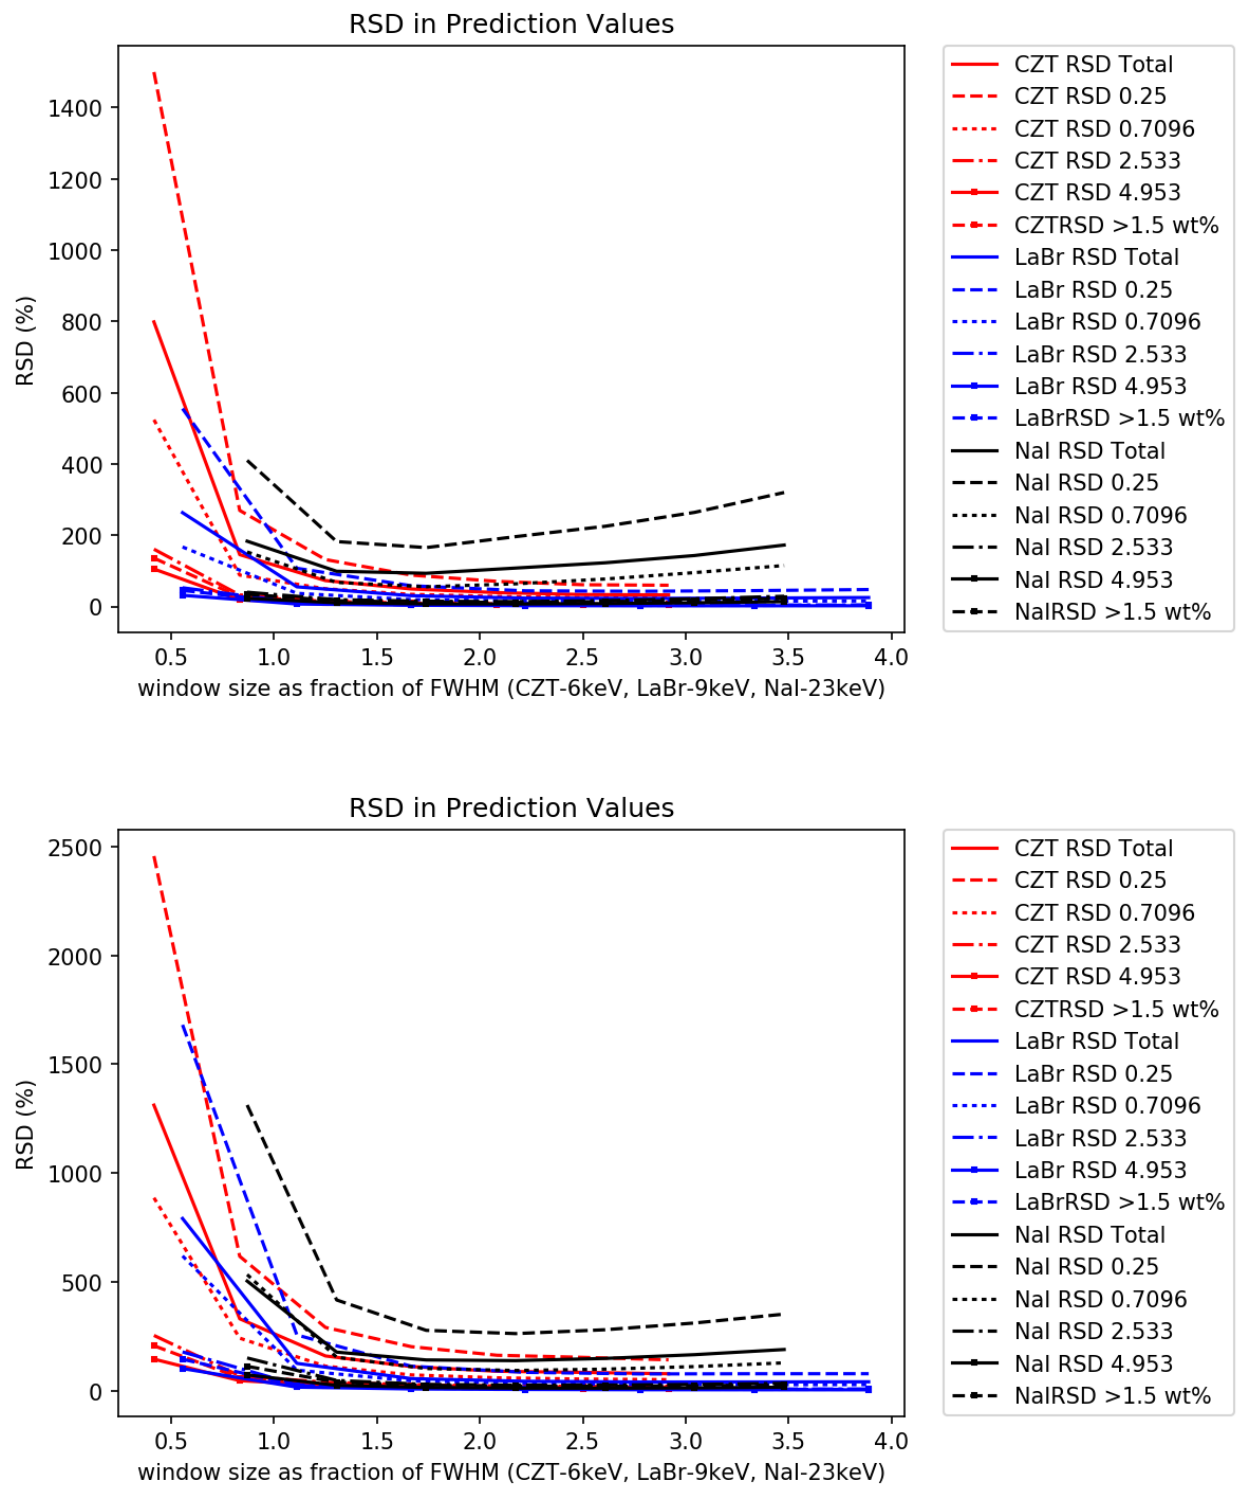 RSD in Prediction Values
1400
1200
1000
800
600
400
200
0
RSD (%)
0.5 1.0 1.5 2.0 2.5 3.0 3.5 4.0
window size as fraction of FWHM (CZT-6keV, LaBr-9keV, NaI-23keV)
CZT RSD Total
CZT RSD 0.25
CZT RSD 0.7096
CZT RSD 2.533
CZT RSD 4.953
CZTRSD >1.5 wt%
LaBr RSD Total
LaBr RSD 0.25
LaBr RSD 0.7096
LaBr RSD 2.533
LaBr RSD 4.953
LaBrRSD >1.5 wt%
NaI RSD Total
NaI RSD 0.25
NaI RSD 0.7096
NaI RSD 2.533
NaI RSD 4.953
NaIRSD >1.5 wt%
RSD in Prediction Values
2500
2000
1500
1000
500
0
RSD (%)
0.5 1.0 1.5 2.0 2.5 3.0 3.5 4.0
window size as fraction of FWHM (CZT-6keV, LaBr-9keV, NaI-23keV)
CZT RSD Total
CZT RSD 0.25
CZT RSD 0.7096
CZT RSD 2.533
CZT RSD 4.953
CZTRSD >1.5 wt%
LaBr RSD Total
LaBr RSD 0.25
LaBr RSD 0.7096
LaBr RSD 2.533
LaBr RSD 4.953
LaBrRSD >1.5 wt%
NaI RSD Total
NaI RSD 0.25
NaI RSD 0.7096
NaI RSD 2.533
NaI RSD 4.953
NaIRSD >1.5 wt%